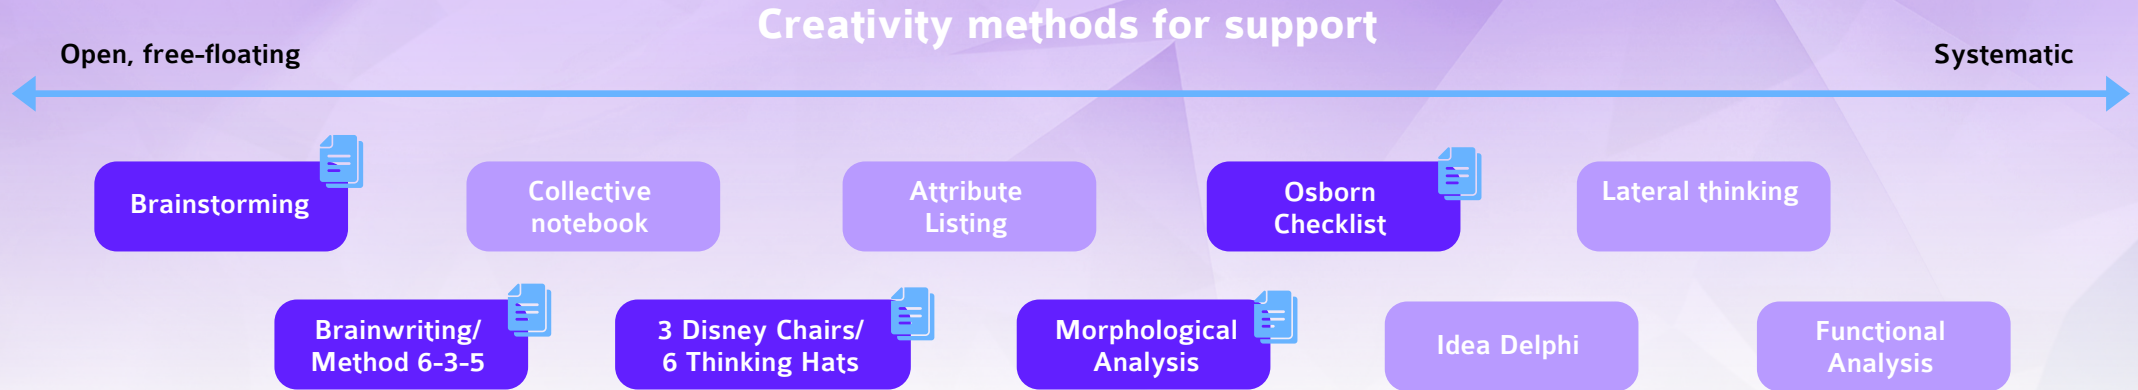 Creativity methods for support
Open, free-floating
Systematic
Brainstorming
Collective
notebook
Attribute
Listing
Osborn
Checklist
Lateral thinking
Brainwriting/
Method 6-3-5
3 Disney Chairs/
6 Thinking Hats
Morphological
Analysis
Idea Delphi
Functional
Analysis